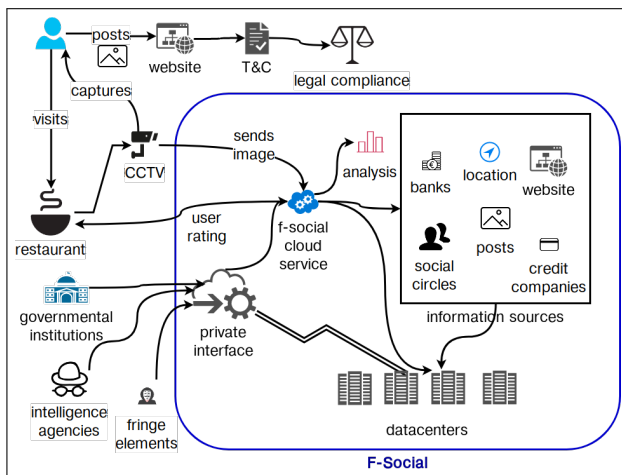 posts
website
T&C
legal compliance
captures
visits
CCTV
sends
image
analysis
banks
location
website
restaurant
user
rating
f-social
cloud
service
social
circles
posts
credit
companies
information sources
governmental
institutions
private
interface
intelligence
agencies
fringe
elements
datacenters
F-Social